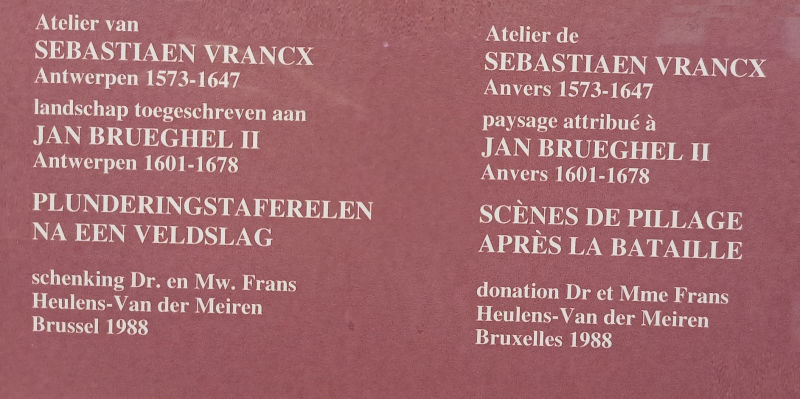 Atelier van
SEBASTIAEN VRANCX
Antwerpen 1573-1647
landschap toegeschreven aan
JAN BRUEGHEL II
Antwerpen 1601-1678
PLUNDERINGSTAFERELEN
NA EEN VELDSLAG
schenking Dr. en Mw. Frans
Heulens-Van der Meiren
Brussel 1988
Atelier de
SEBASTIAEN VRANCX
Anvers 1573-1647
paysage attribué à
JAN BRUEGHEL II
Anvers 1601-1678
SCÈNES DE PILLAGE
APRÈS LA BATAILLE
donation Dr et Mme Frans
Heulens-Van der Meiren
Bruxelles 1988